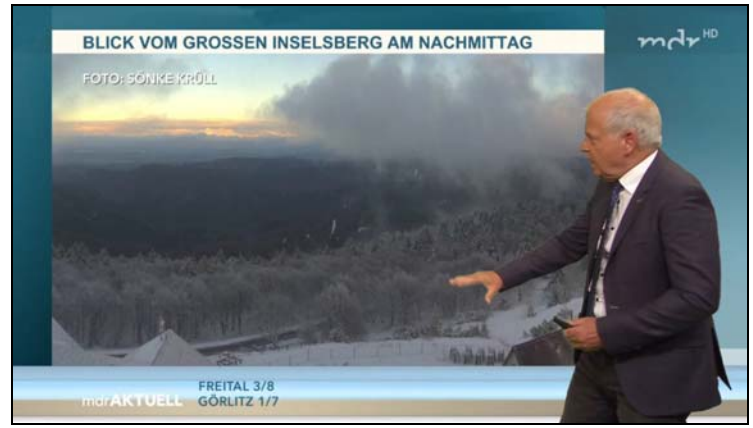 BLICK VOM GROSSEN INSELSBERG AM NACHMITTAG
mdr HD
FOTO: SÖNKE KRÜLL
FREITAL 3/8
mdrAKTUELL GÖRLITZ 1/7